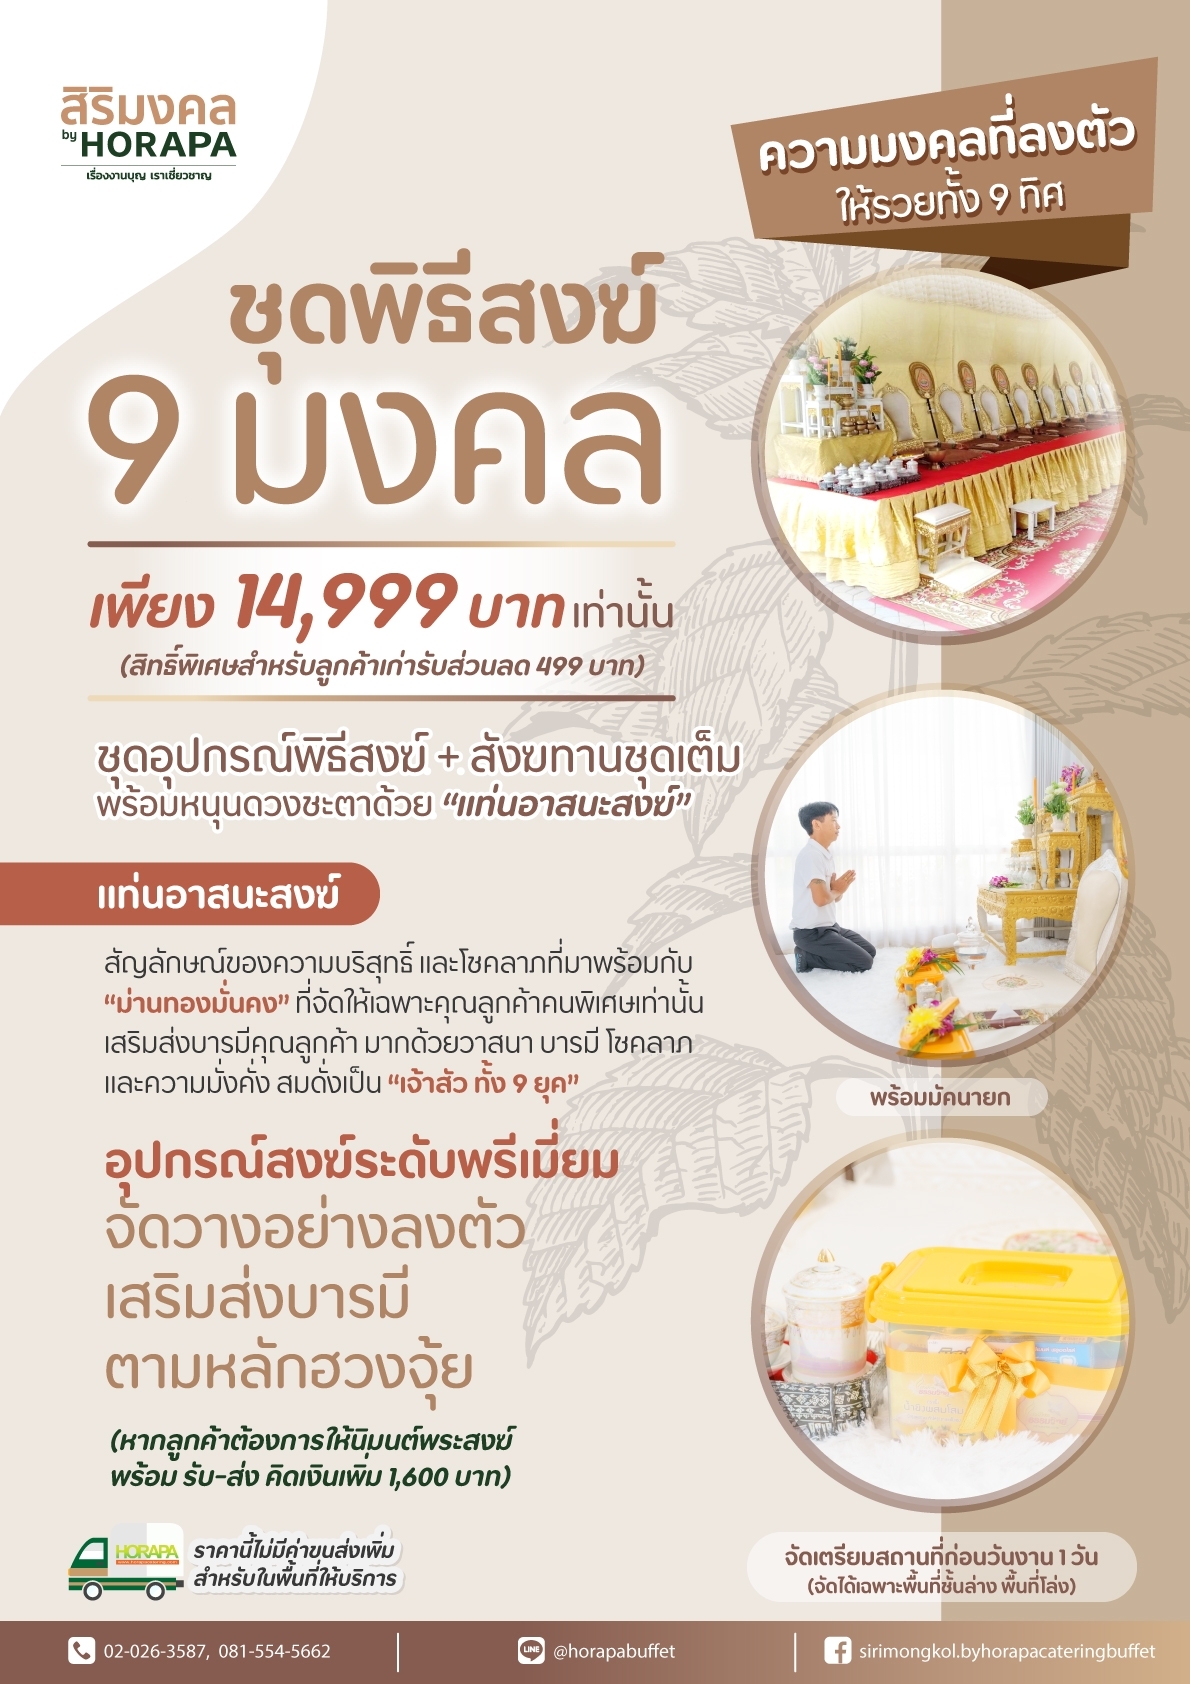 สิริมงคล
by HORAPA
เรื่องงานบุญ เราเชี่ยวชาญ
ความมงคลที่ลงตัว
ให้รวยทั้ง 9 ทิศ
ชุดพิธีสงฆ์
9 มงคล
เพียง 14,999 บาท เท่านั้น
(สิทธิ์พิเศษสำหรับลูกค้าเก่ารับส่วนลด 499 บาท)
ชุดอุปกรณ์พิธีสงฆ์ + สังฆทานชุดเต็ม
พร้อมหนุนดวงชะตาด้วย “แท่นอาสนะสงฆ์”
แท่นอาสนะสงฆ์
สัญลักษณ์ของความบริสุทธิ์ และโชคลาภที่มาพร้อมกับ
“ม่านทองมั่นคง” ที่จัดให้เฉพาะคุณลูกค้าคนพิเศษเท่านั้น
เสริมส่งบารมีคุณลูกค้า มากด้วยวาสนา บารมี โชคลาภ
และความมั่งคั่ง สมดั่งเป็น “เจ้าสัว ทั้ง 9 ยุค”
พร้อมมัคนายก
อุปกรณ์สงฆ์ระดับพรีเมี่ยม
จัดวางอย่างลงตัว
เสริมส่งบารมี
ตามหลักฮวงจุ้ย
(หากลูกค้าต้องการให้นิมนต์พระสงฆ์
พร้อม รับ-ส่ง คิดเงินเพิ่ม 1,600 บาท)
HORAPA
ราคานี้ไม่มีค่าขนส่งเพิ่ม
สำหรับในพื้นที่ให้บริการ
จัดเตรียมสถานที่ก่อนวันงาน 1 วัน
(จัดได้เฉพาะพื้นที่ชั้นล่าง พื้นที่โล่ง)
02-026-3587, 081-554-5662
LINE @horapabuffet
sirimongkol.byhorapacateringbuffet